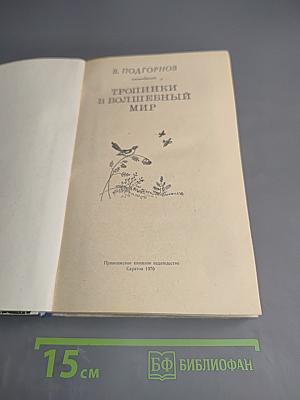 В. ПОДГОРНОВ
ТРОПИНКИ
В ВОЛШЕБНЫЙ
МИР
Приволжское книжное издательство
Саратов 1970
15 см
БФ БИБЛИОФАН